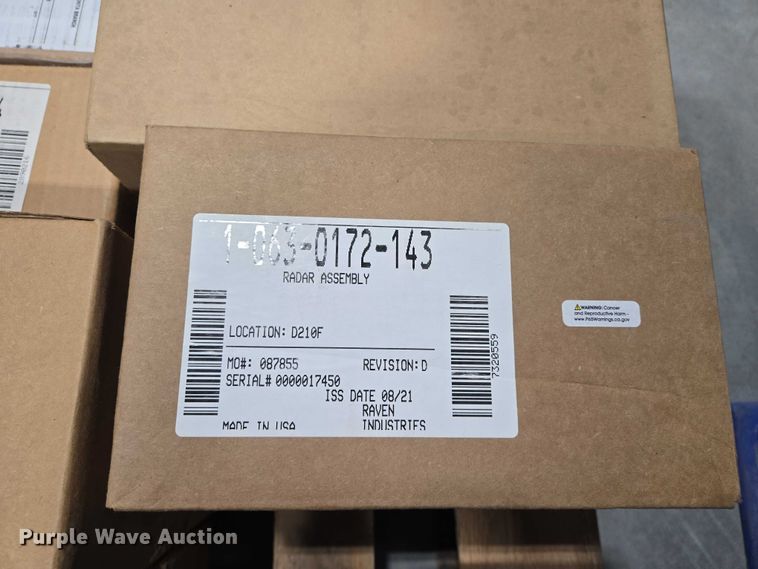 1-063-0172-143
RADAR ASSEMBLY
LOCATION: D210F
MO#: 087855 REVISION: D
SERIAL# 0000017450
ISS DATE 08/21
RAVEN
MADE IN USA INDUSTRIES
7320559
WARNING: Cancer
and Reproductive Harm -
www.P65Warnings.ca.gov
Purple Wave Auction